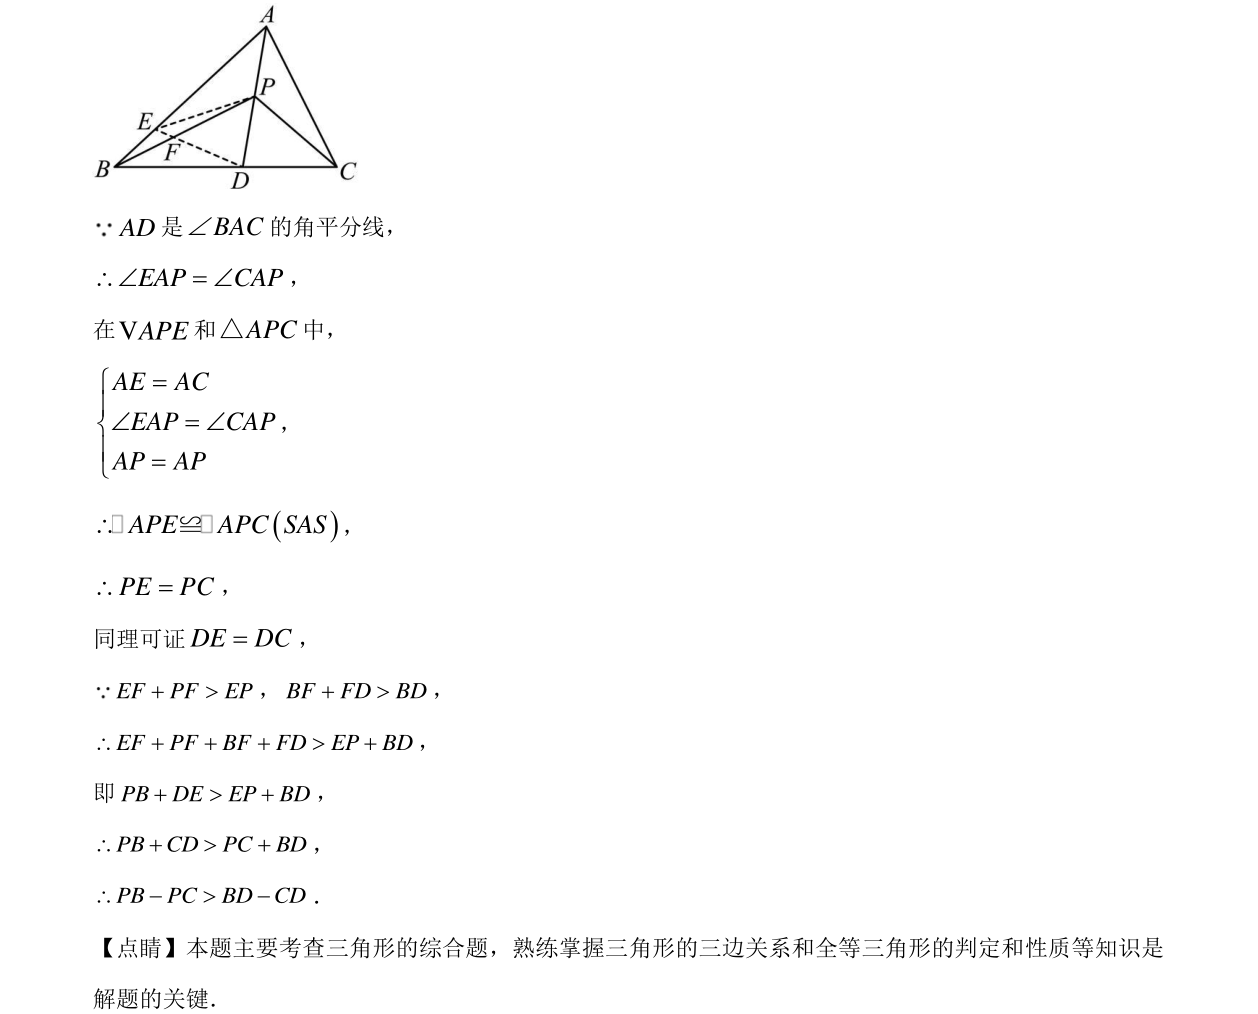 A
P
E
F
B
D
C
∵ AD 是 ∠BAC 的角平分线，
∴ ∠EAP = ∠CAP，
在 VAPE 和 △APC 中，
AE = AC
∠EAP = ∠CAP，
AP = AP
∴□ APE≌□ APC(SAS)，
∴ PE = PC，
同理可证 DE = DC，
∵ EF + PF > EP， BF + FD > BD，
∴ EF + PF + BF + FD > EP + BD，
即 PB + DE > EP + BD，
∴ PB + CD > PC + BD，
∴ PB − PC > BD − CD．
【点睛】本题主要考查三角形的综合题，熟练掌握三角形的三边关系和全等三角形的判定和性质等知识是
解题的关键．